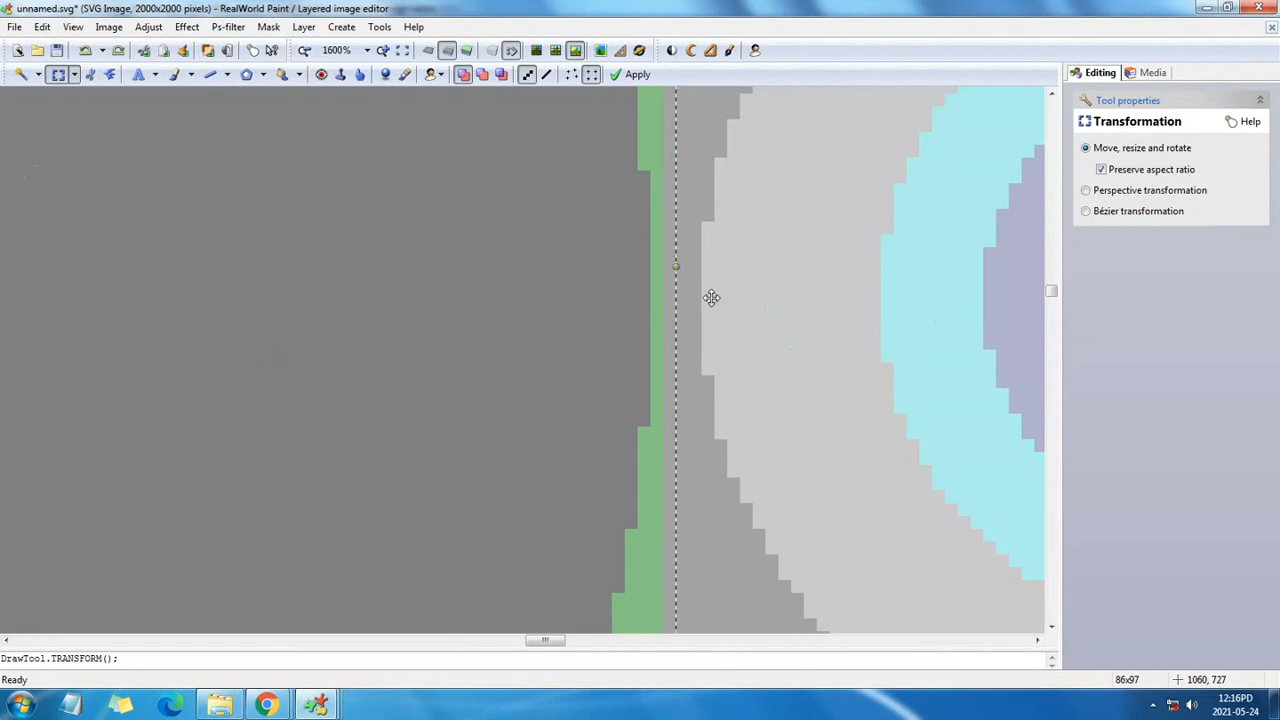 unnamed.svg* (SVG Image, 2000x2000 pixels) - RealWorld Paint / Layered image editor
File Edit View Image Adjust Effect Ps-filter Mask Layer Create Tools Help
1600%
Apply
Editing Media
Tool properties
Transformation Help
Move, resize and rotate
Preserve aspect ratio
Perspective transformation
Bézier transformation
DrawTool.TRANSFORM();
Ready 86x97 1060, 727
12:16PD
2021-05-24